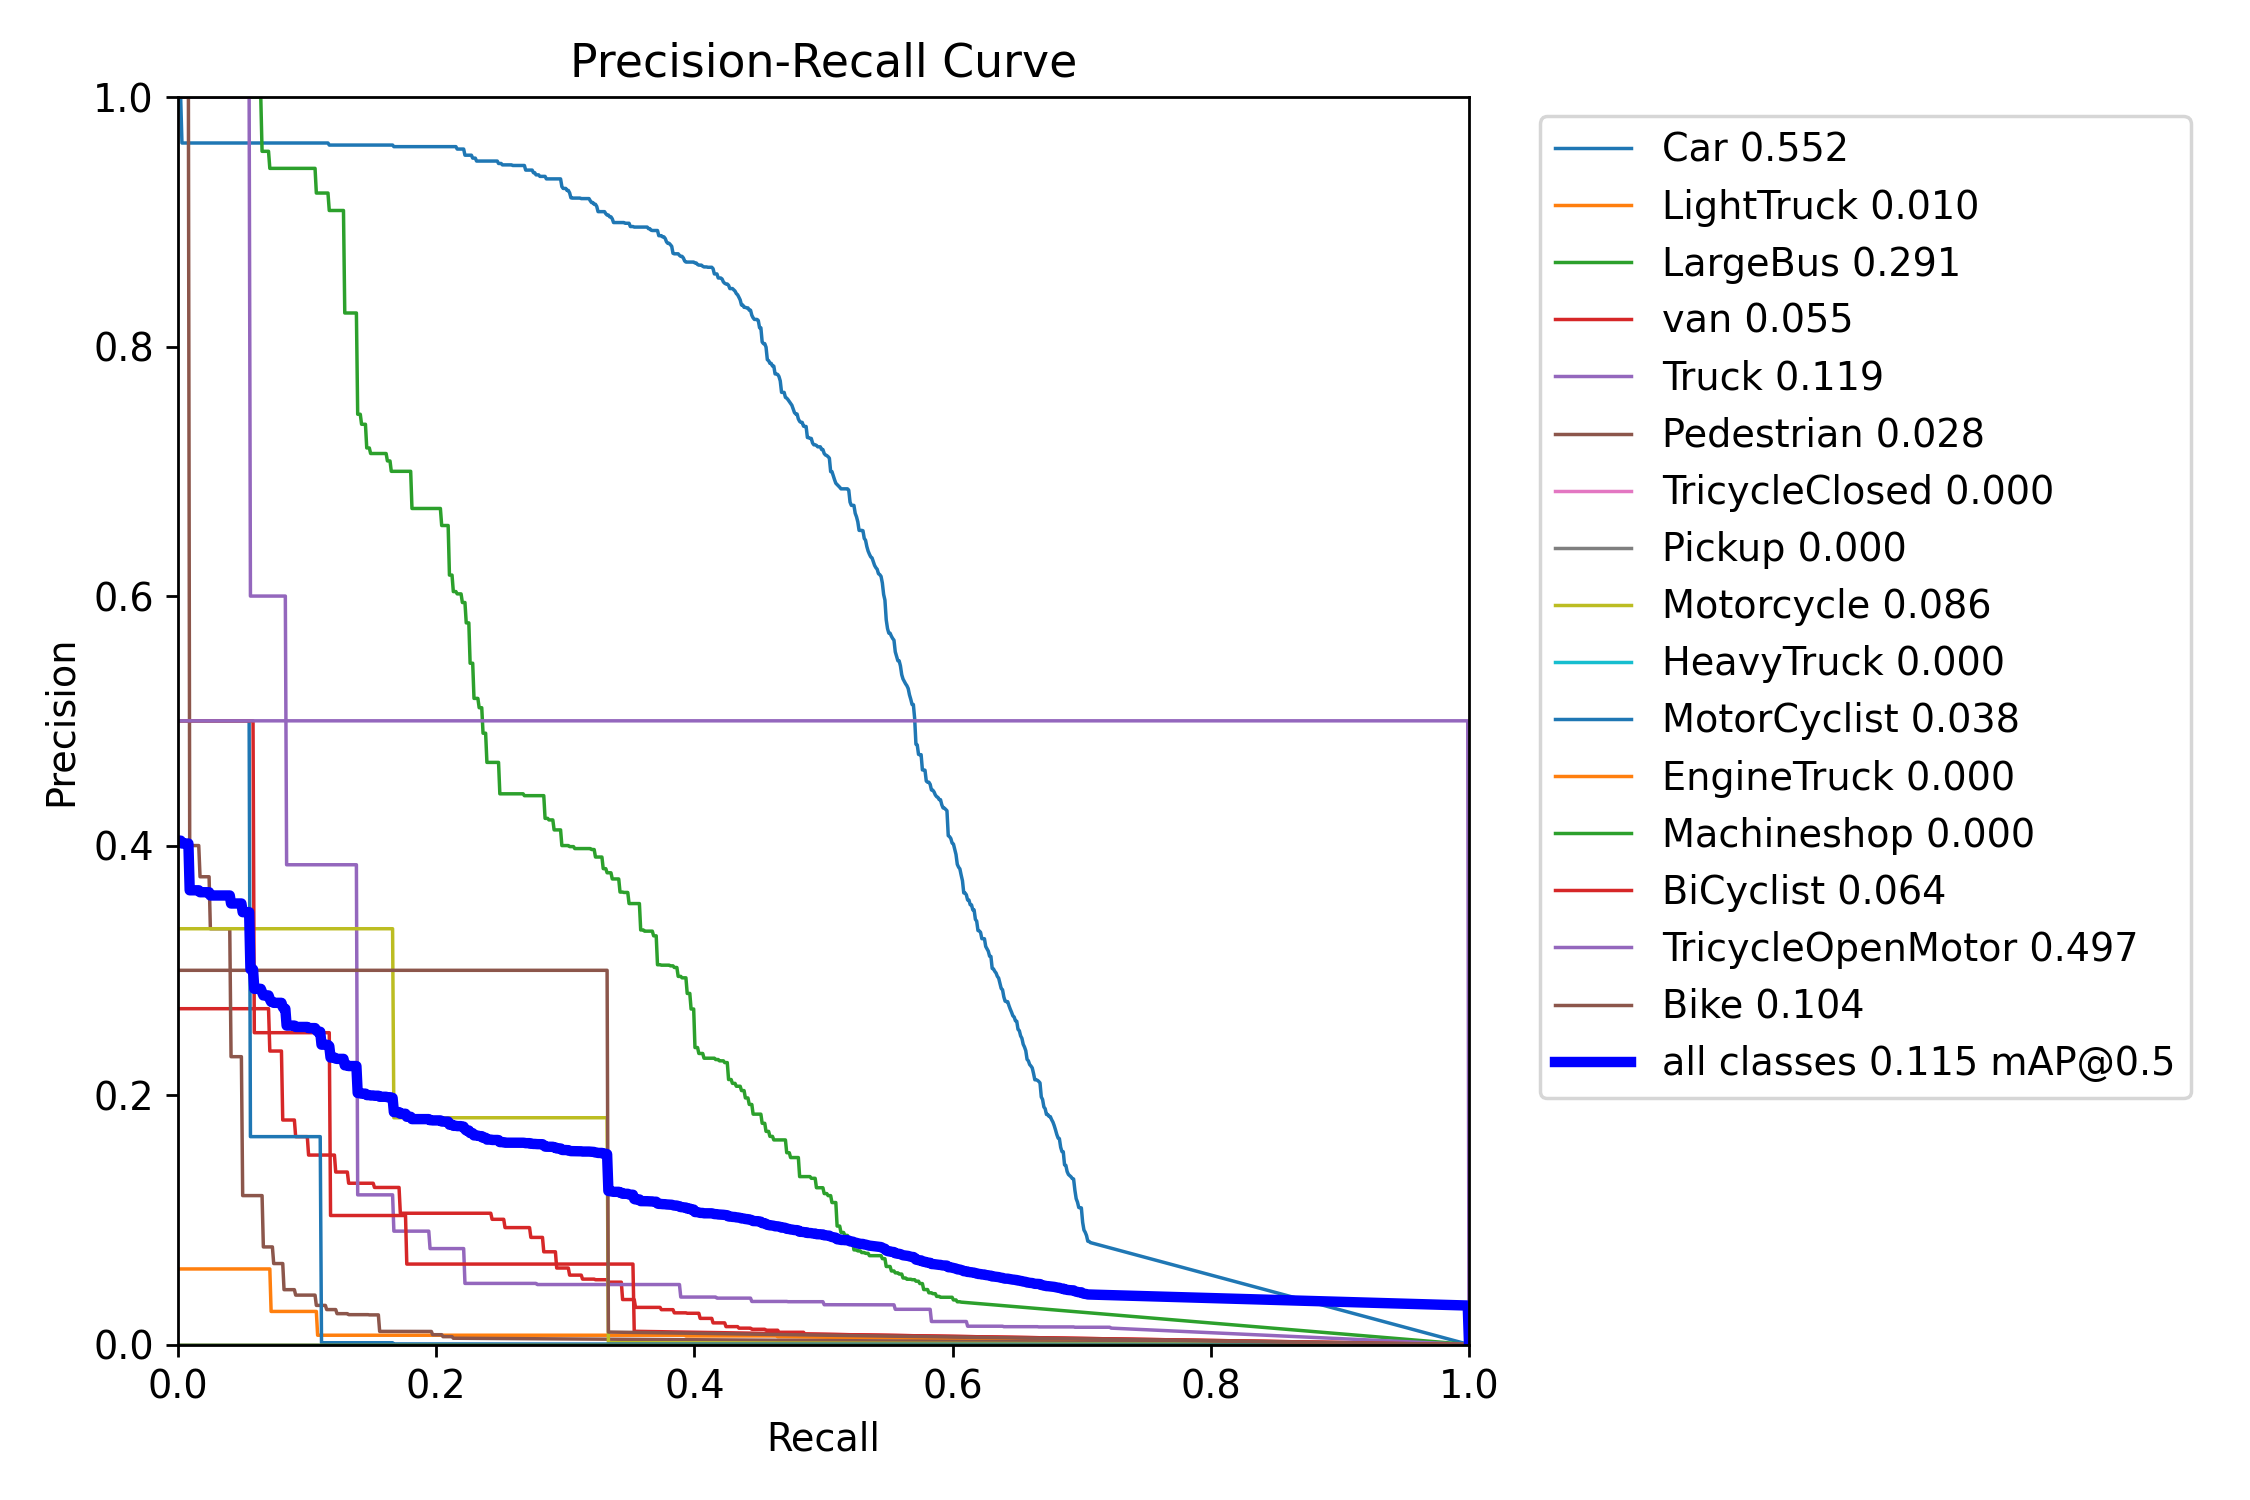 Precision-Recall Curve
1.0
0.8
0.6
0.4
0.2
0.0
Precision
0.0 0.2 0.4 0.6 0.8 1.0
Recall
Car 0.552
LightTruck 0.010
LargeBus 0.291
van 0.055
Truck 0.119
Pedestrian 0.028
TricycleClosed 0.000
Pickup 0.000
Motorcycle 0.086
HeavyTruck 0.000
MotorCyclist 0.038
EngineTruck 0.000
Machineshop 0.000
BiCyclist 0.064
TricycleOpenMotor 0.497
Bike 0.104
all classes 0.115 mAP@0.5